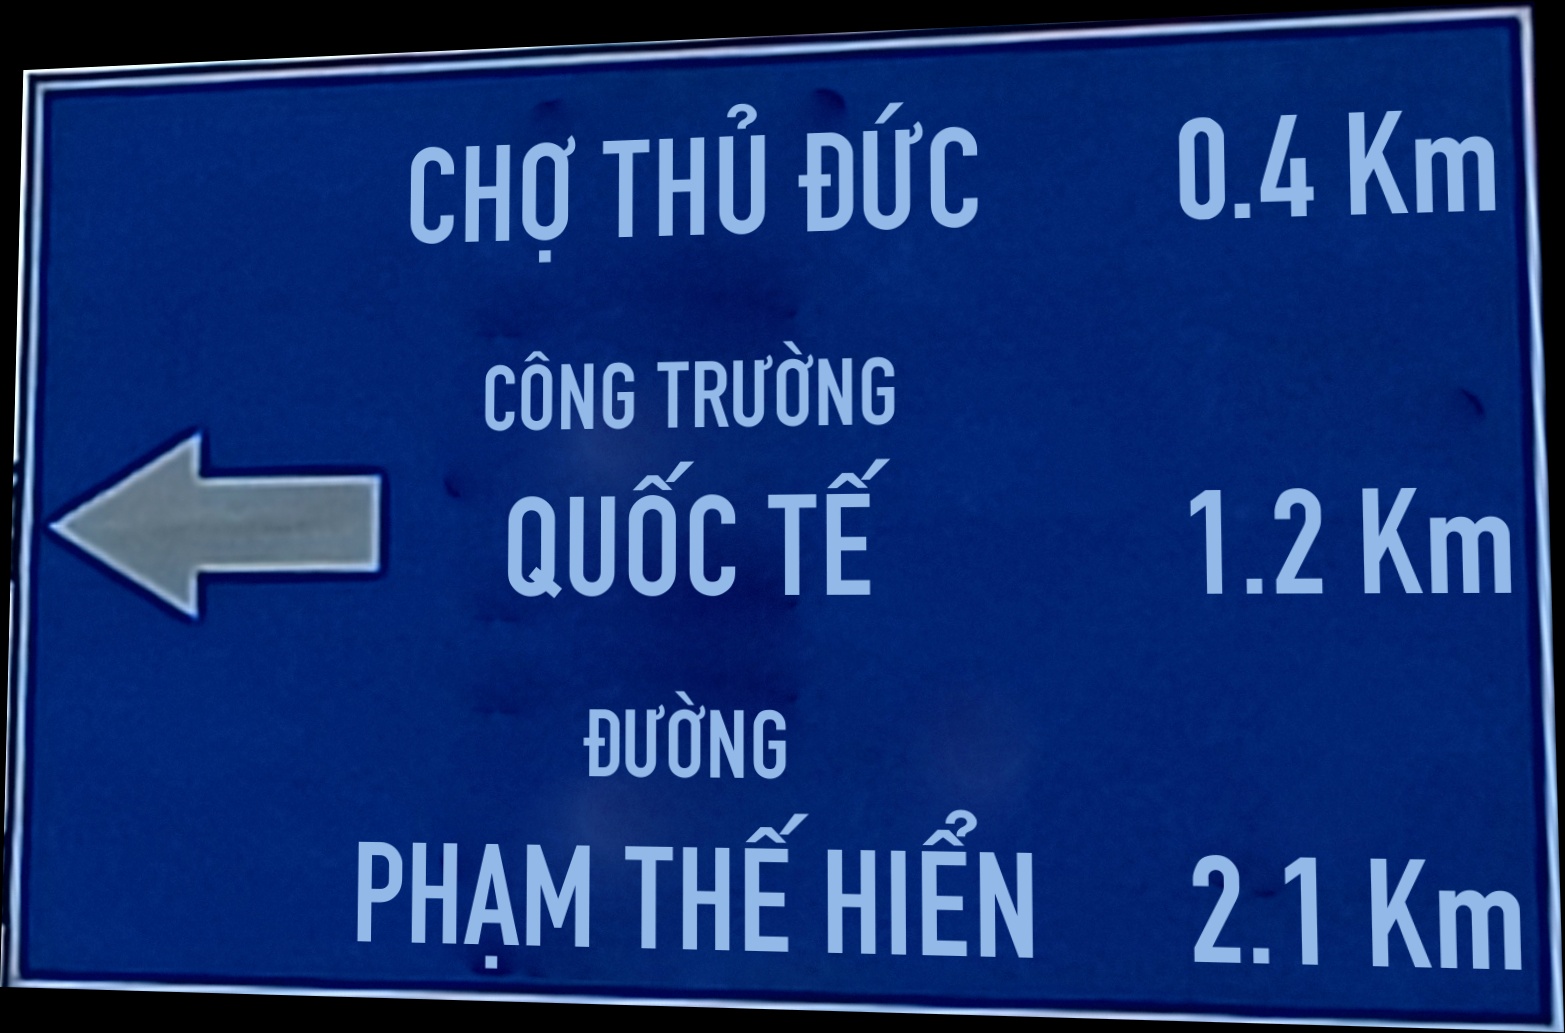 CHỢ THỦ ĐỨC 0.4 Km
CÔNG TRƯỜNG
QUỐC TẾ 1.2 Km
ĐƯỜNG
PHẠM THẾ HIỂN 2.1 Km